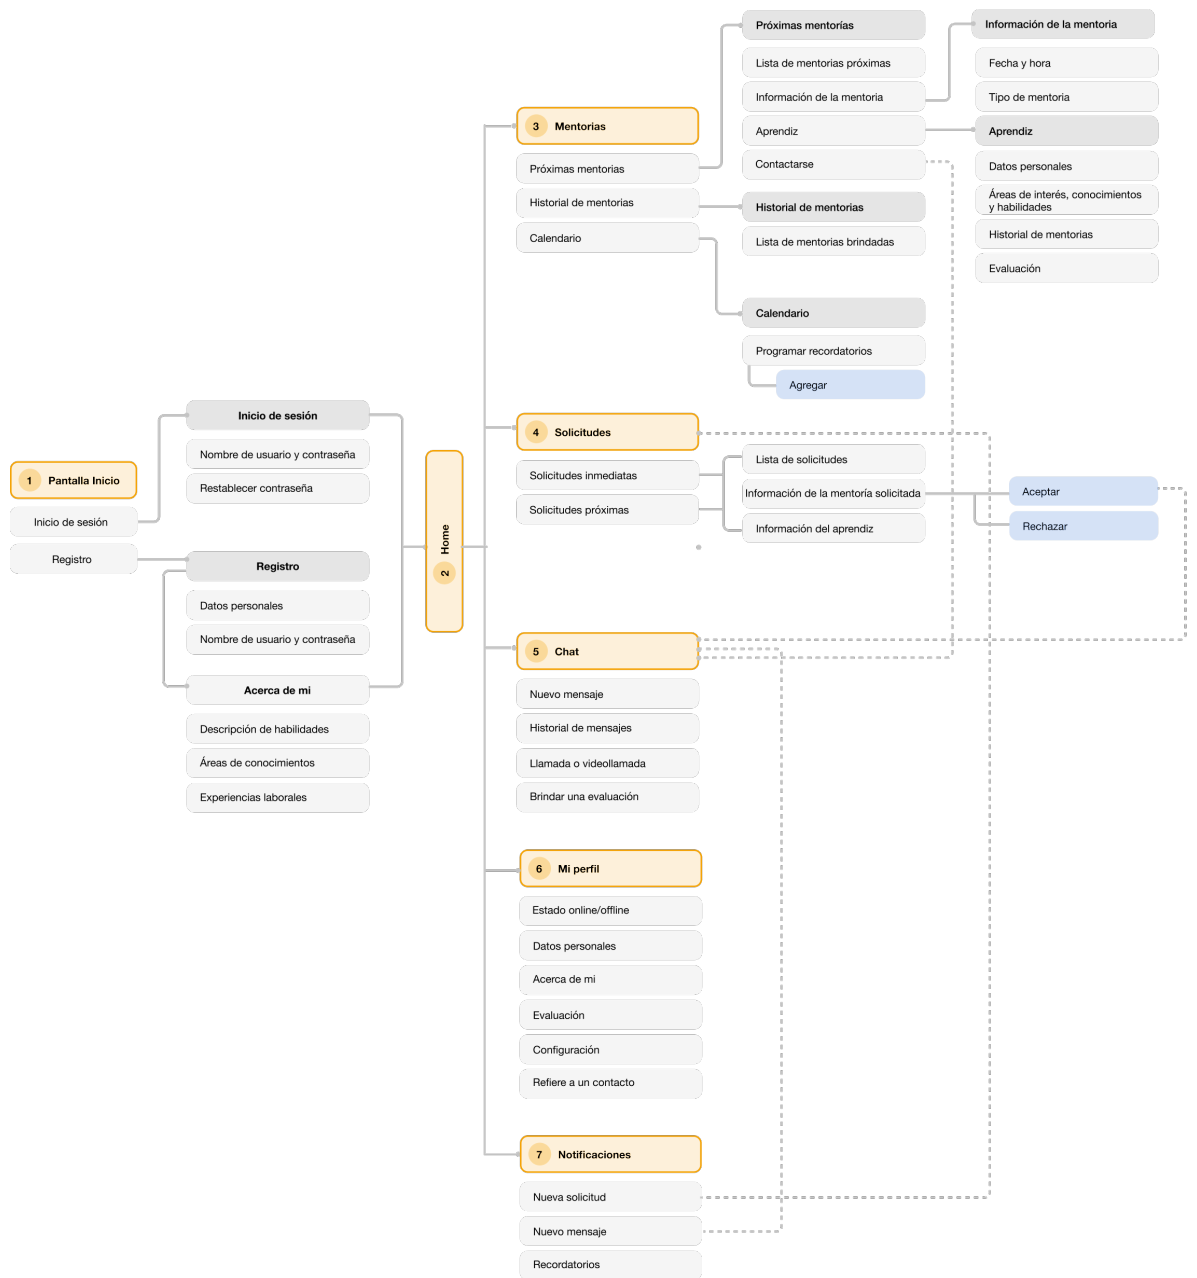 1 Pantalla Inicio
Inicio de sesión
Registro
Inicio de sesión
Nombre de usuario y contraseña
Restablecer contraseña
Registro
Datos personales
Nombre de usuario y contraseña
Acerca de mi
Descripción de habilidades
Áreas de conocimientos
Experiencias laborales
2 Home
3 Mentorias
Próximas mentorias
Historial de mentorias
Calendario
Próximas mentorías
Lista de mentorias próximas
Información de la mentoria
Aprendiz
Contactarse
Historial de mentorias
Lista de mentorias brindadas
Calendario
Programar recordatorios
Agregar
Información de la mentoria
Fecha y hora
Tipo de mentoria
Aprendiz
Datos personales
Áreas de interés, conocimientos
y habilidades
Historial de mentorias
Evaluación
4 Solicitudes
Solicitudes inmediatas
Solicitudes próximas
Lista de solicitudes
Información de la mentoría solicitada
Información del aprendiz
Aceptar
Rechazar
5 Chat
Nuevo mensaje
Historial de mensajes
Llamada o videollamada
Brindar una evaluación
6 Mi perfil
Estado online/offline
Datos personales
Acerca de mi
Evaluación
Configuración
Refiere a un contacto
7 Notificaciones
Nueva solicitud
Nuevo mensaje
Recordatorios